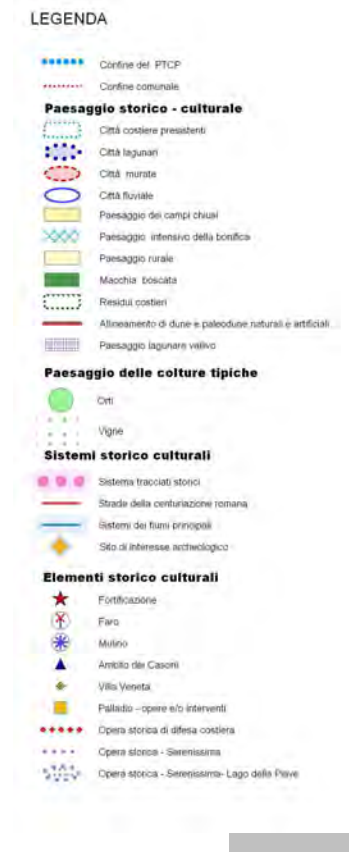 LEGENDA
Confine del PTCP
Confine comunale
Paesaggio storico - culturale
Città costiere presistenti
Città lagunari
Città murate
Città fluviale
Paesaggio dei campi chiusi
Paesaggio intensivo della bonifica
Paesaggio rurale
Macchia boscata
Residui costieri
Allineamento di dune e paleodune naturali e artificiali
Paesaggio lagunare vallivo
Paesaggio delle colture tipiche
Orti
Vigne
Sistemi storico culturali
Sistema tracciati storici
Strade della centuriazione romana
Sistemi dei fiumi principali
Sito di interesse archeologico
Elementi storico culturali
Fortificazione
Faro
Mulino
Ambito dei Casoni
Villa Veneta
Palladio - opere e/o interventi
Opera storica di difesa costiera
Opera storica - Serenissima
Opera storica - Serenissima- Lago della Piave